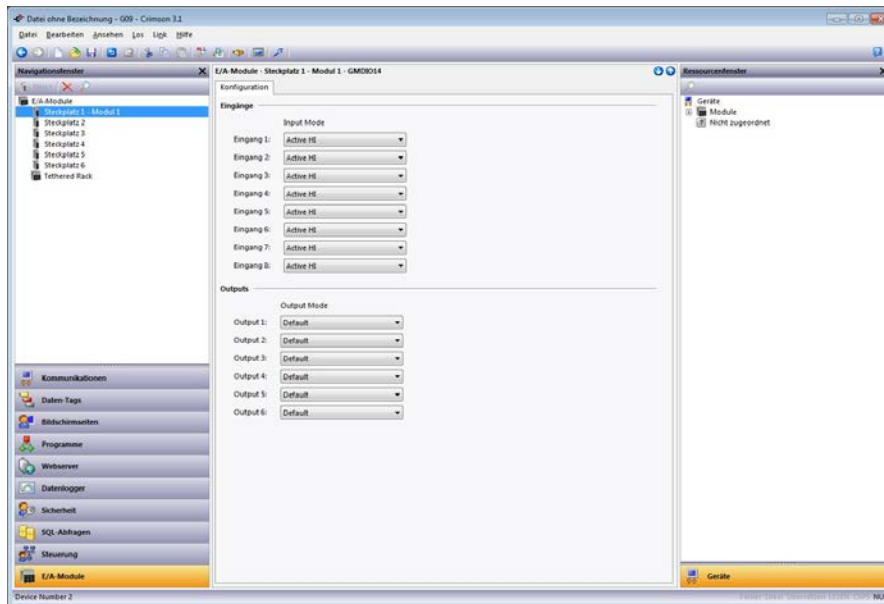 Datei ohne Bezeichnung - G09 - Crimson 3.1
Datei Bearbeiten Ansehen Los Link Hilfe
Navigationsfenster
E/A-Module
Steckplatz 1 - Modul 1
Steckplatz 2
Steckplatz 3
Steckplatz 4
Steckplatz 5
Steckplatz 6
Tethered Rack
Kommunikationen
Daten-Tags
Bildschirmseiten
Programme
Webserver
Datenlogger
Sicherheit
SQL-Abfragen
Steuerung
E/A-Module
E/A-Module - Steckplatz 1 - Modul 1 - GMDIO14
Konfiguration
Eingänge
Input Mode
Eingang 1: Active HI
Eingang 2: Active HI
Eingang 3: Active HI
Eingang 4: Active HI
Eingang 5: Active HI
Eingang 6: Active HI
Eingang 7: Active HI
Eingang 8: Active HI
Outputs
Output Mode
Output 1: Default
Output 2: Default
Output 3: Default
Output 4: Default
Output 5: Default
Output 6: Default
Ressourcenfenster
Geräte
Module
Nicht zugeordnet
Geräte
Device Number 2